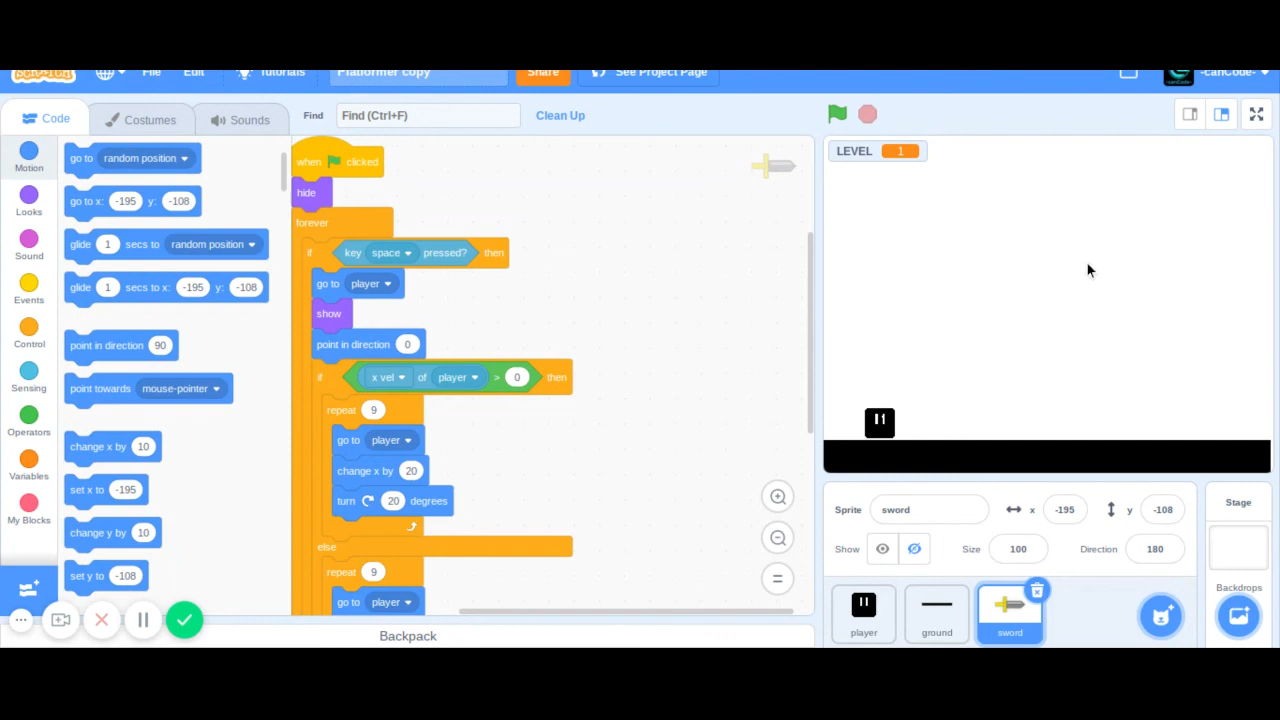 SCRATCH File Edit Tutorials Platformer copy Share See Project Page -canCode-
Code Costumes Sounds Find Find (Ctrl+F) Clean Up
Motion
Looks
Sound
Events
Control
Sensing
Operators
Variables
My Blocks
go to random position
go to x: -195 y: -108
glide 1 secs to random position
glide 1 secs to x: -195 y: -108
point in direction 90
point towards mouse-pointer
change x by 10
set x to -195
change y by 10
set y to -108
when clicked
hide
forever
if key space pressed? then
go to player
show
point in direction 0
if x vel of player > 0 then
repeat 9
go to player
change x by 20
turn 20 degrees
else
repeat 9
go to player
Backpack
LEVEL 1
Sprite sword x -195 y -108
Show Size 100 Direction 180
player
ground
sword
Stage
Backdrops